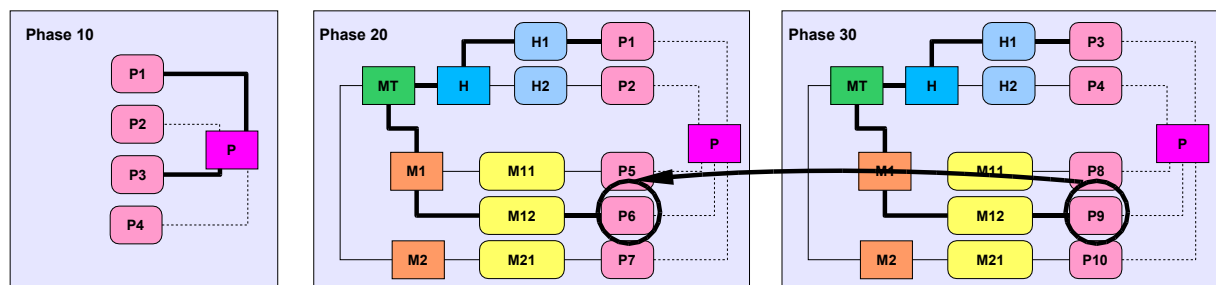 Phase 10
P1
P2
P
P3
P4
Phase 20
H1
P1
MT
H
H2
P2
P
M1
M11
P5
M12
P6
M2
M21
P7
Phase 30
H1
P3
MT
H
H2
P4
P
M1
M11
P8
M12
P9
M2
M21
P10